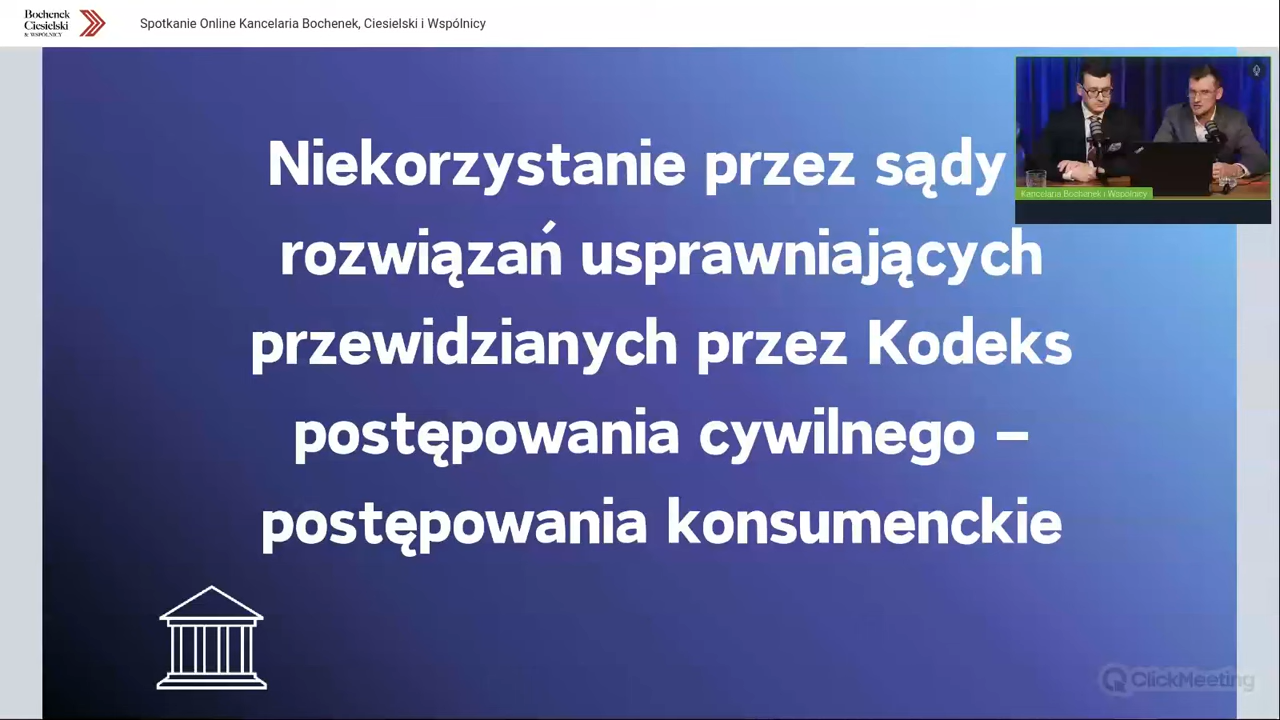 Bochenek
Ciesielski
& WSPÓLNICY
Spotkanie Online Kancelaria Bochenek, Ciesielski i Wspólnicy
Niekorzystanie przez sądy
rozwiązań usprawniających
przewidzianych przez Kodeks
postępowania cywilnego –
postępowania konsumenckie
Kancelaria Bochenek i Wspólnicy
ClickMeeting